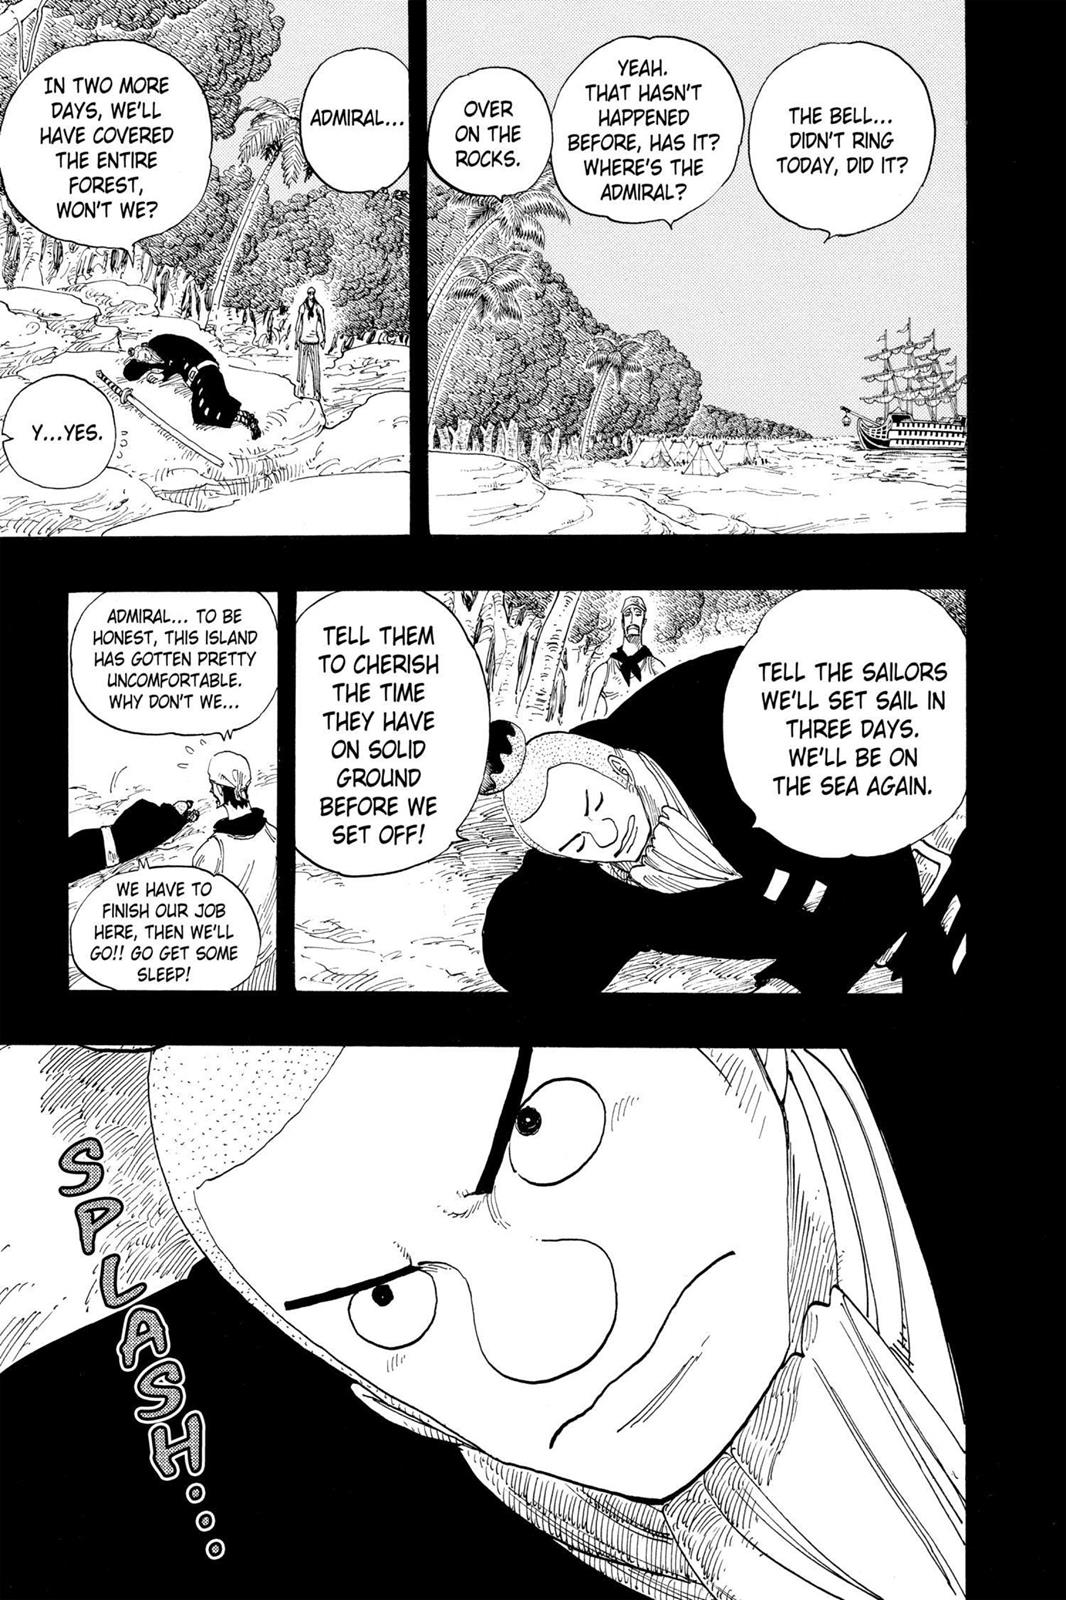 THE BELL...
DIDN'T RING
TODAY, DID IT?
YEAH.
THAT HASN'T
HAPPENED
BEFORE, HAS IT?
WHERE'S THE
ADMIRAL?
OVER
ON THE
ROCKS.
ADMIRAL...
IN TWO MORE
DAYS, WE'LL
HAVE COVERED
THE ENTIRE
FOREST,
WON'T WE?
Y...YES.
TELL THE SAILORS
WE'LL SET SAIL IN
THREE DAYS.
WE'LL BE ON
THE SEA AGAIN.
TELL THEM
TO CHERISH
THE TIME
THEY HAVE
ON SOLID
GROUND
BEFORE WE
SET OFF!
ADMIRAL... TO BE
HONEST, THIS ISLAND
HAS GOTTEN PRETTY
UNCOMFORTABLE.
WHY DON'T WE...
WE HAVE TO
FINISH OUR JOB
HERE, THEN WE'LL
GO!! GO GET SOME
SLEEP!
SPLASH...